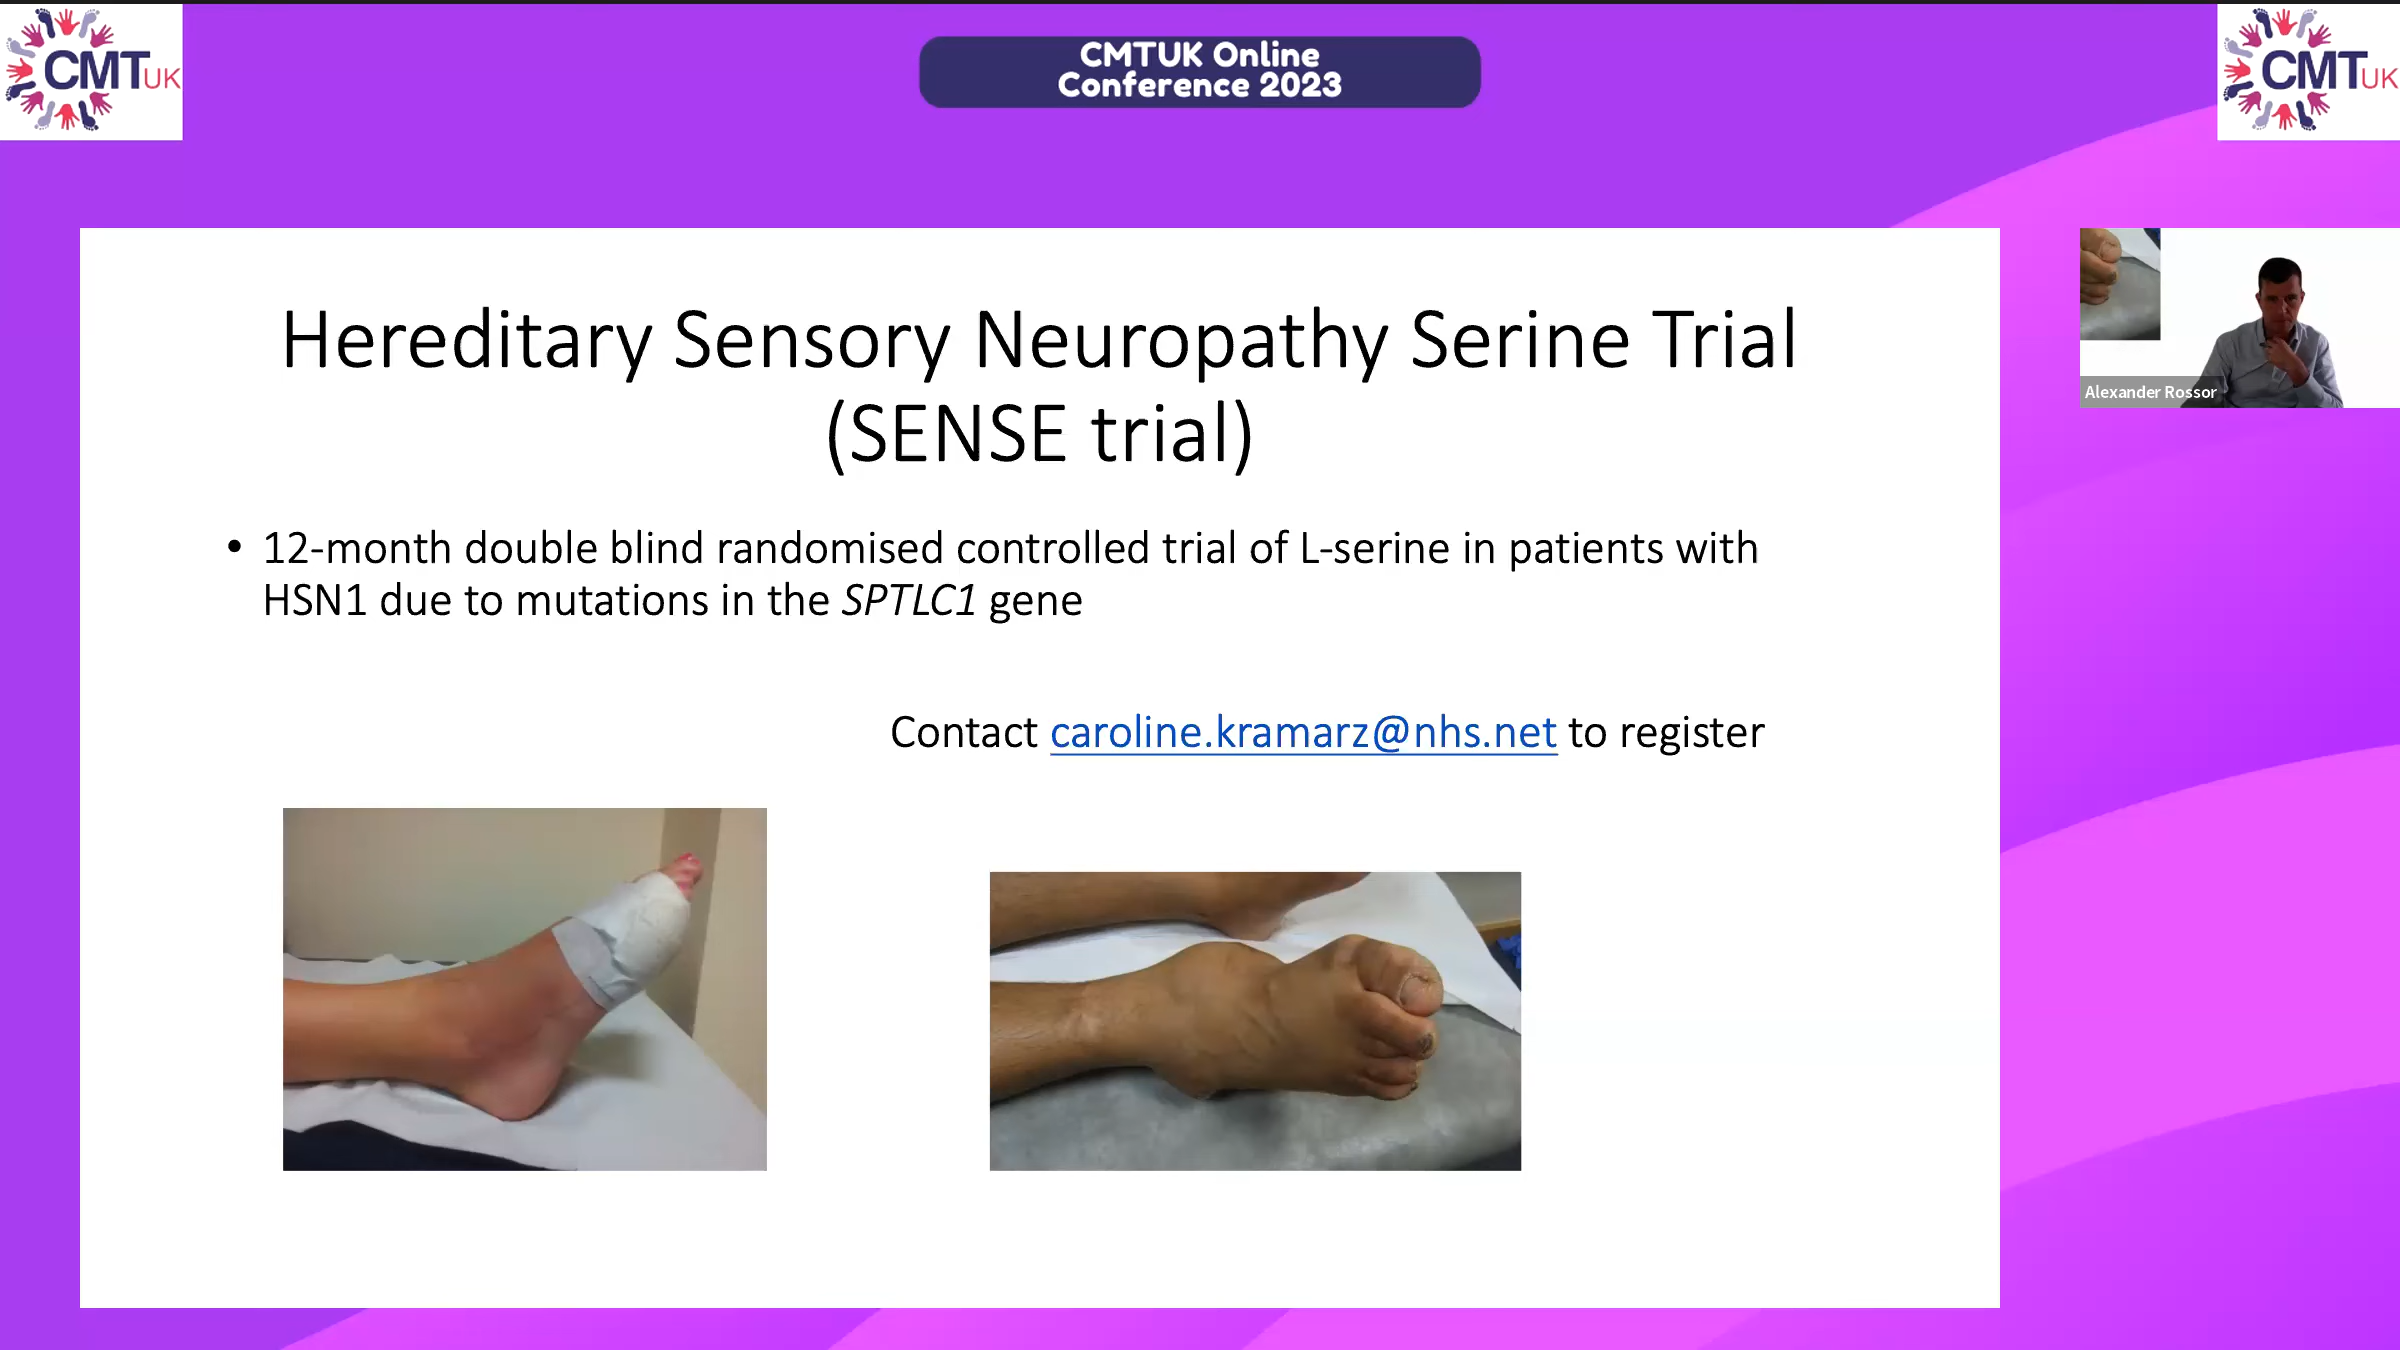 CMTUK
CMTUK Online
Conference 2023
CMTUK
Hereditary Sensory Neuropathy Serine Trial
(SENSE trial)
• 12-month double blind randomised controlled trial of L-serine in patients with
HSN1 due to mutations in the SPTLC1 gene
Contact caroline.kramarz@nhs.net to register
Alexander Rossor